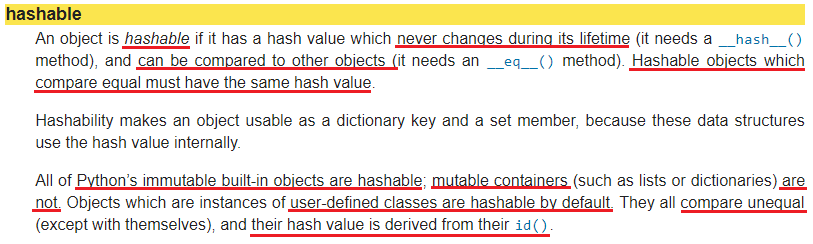 hashable
An object is hashable if it has a hash value which never changes during its lifetime (it needs a __hash__()
method), and can be compared to other objects (it needs an __eq__() method). Hashable objects which
compare equal must have the same hash value.
Hashability makes an object usable as a dictionary key and a set member, because these data structures
use the hash value internally.
All of Python’s immutable built-in objects are hashable; mutable containers (such as lists or dictionaries) are
not. Objects which are instances of user-defined classes are hashable by default. They all compare unequal
(except with themselves), and their hash value is derived from their id().